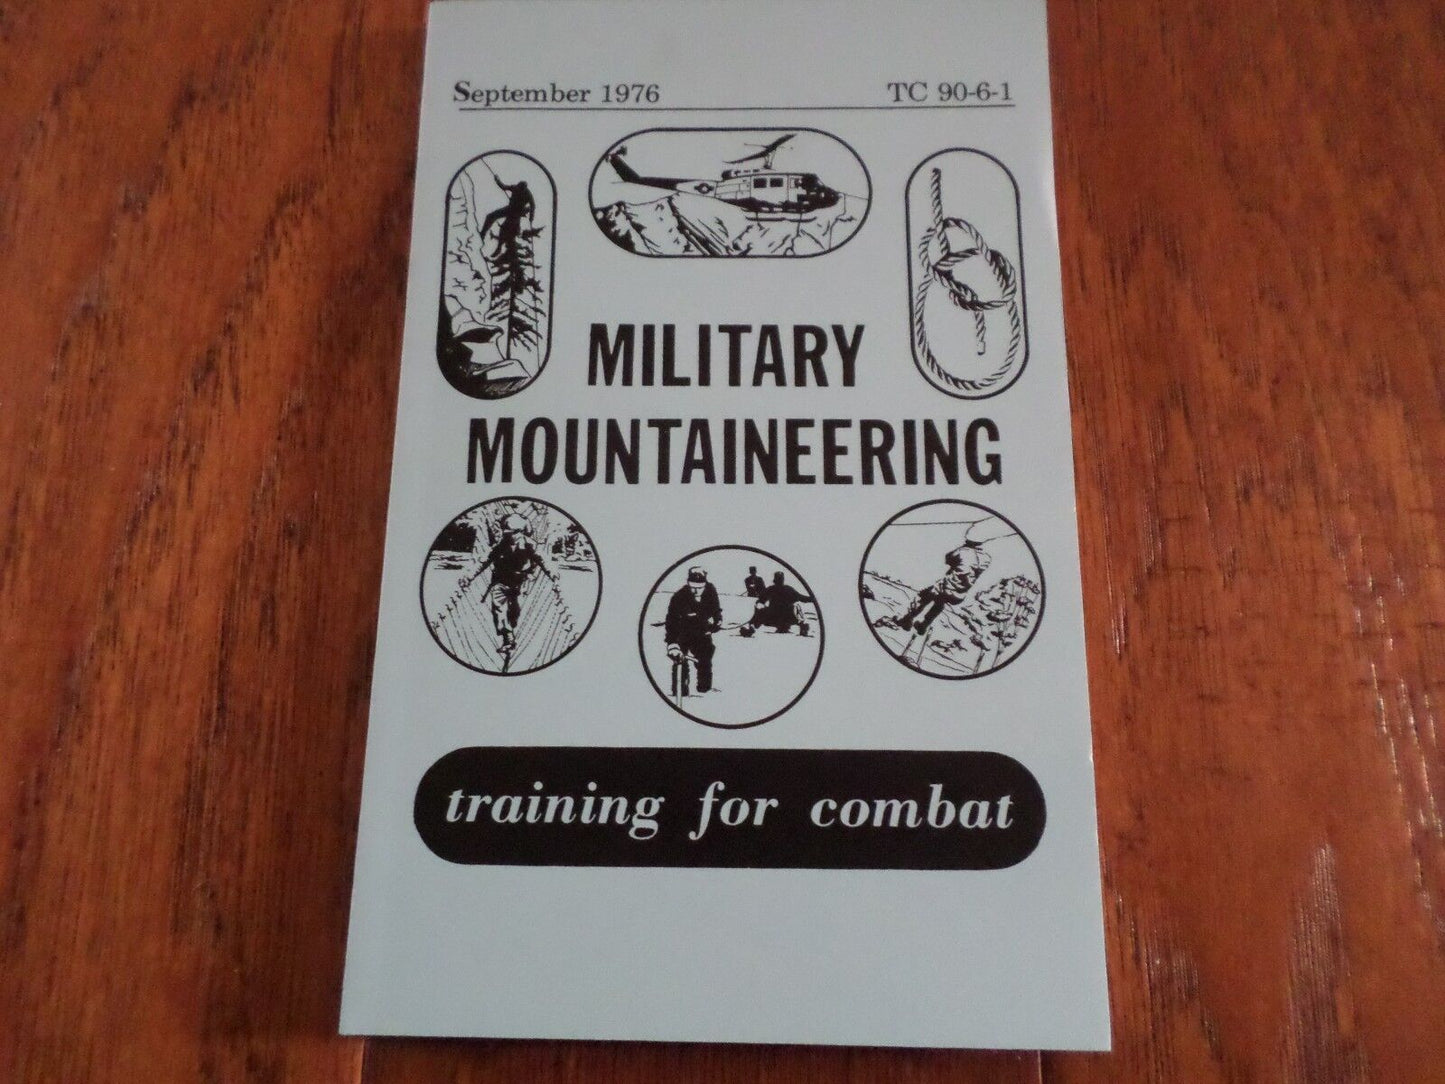 September 1976 TC 90-6-1
MILITARY
MOUNTAINEERING
training for combat